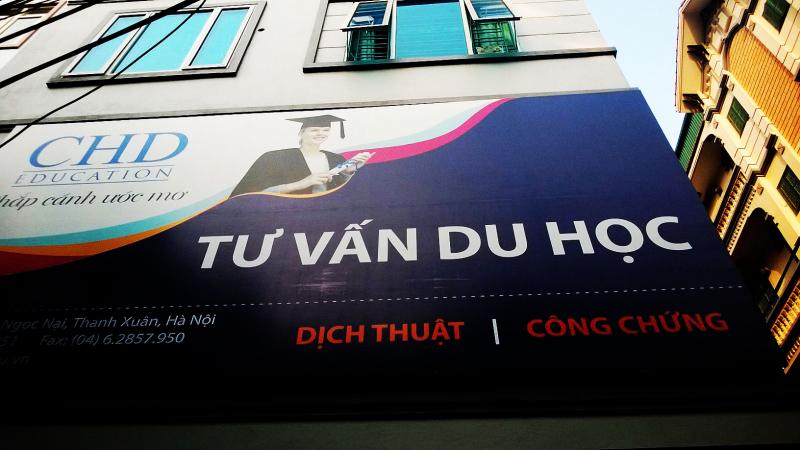 CHD
EDUCATION
chắp cánh ước mơ
TƯ VẤN DU HỌC
Ngọc Nại, Thanh Xuân, Hà Nội
Fax: (04) 6.2857.950
DỊCH THUẬT | CÔNG CHỨNG